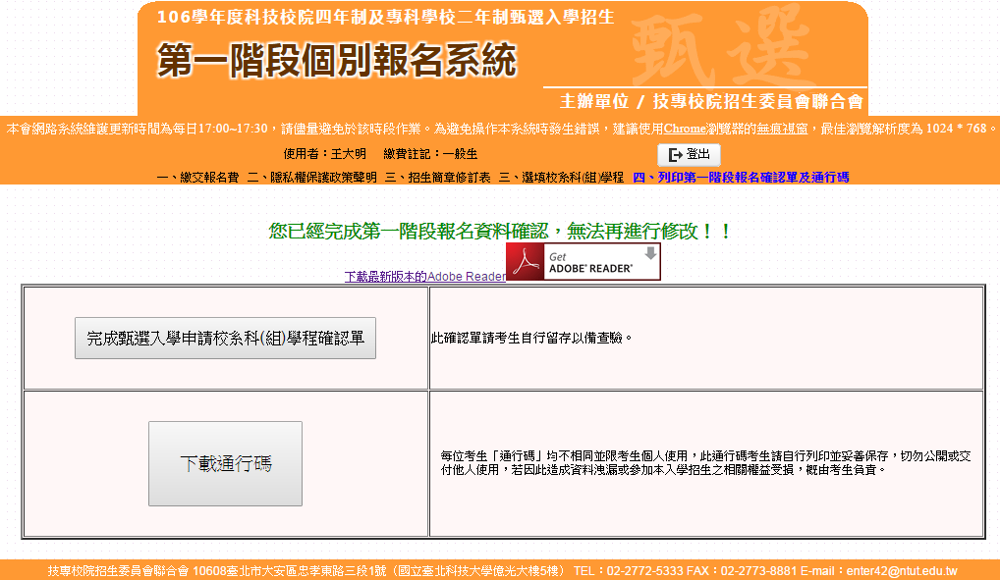 106學年度科技校院四年制及專科學校二年制甄選入學招生
第一階段個別報名系統
甄選
主辦單位 / 技專校院招生委員會聯合會
本會網路系統維護更新時間為每日17:00~17:30，請儘量避免於該時段作業。為避免操作本系統時發生錯誤，建議使用Chrome瀏覽器的無痕視窗，最佳瀏覽解析度為 1024 * 768。
使用者：王大明 繳費註記：一般生 登出
一、繳交報名費 二、隱私權保護政策聲明 三、招生簡章修訂表 三、選填校系科(組)學程 四、列印第一階段報名確認單及通行碼
您已經完成第一階段報名資料確認，無法再進行修改！！
下載最新版本的Adobe Reader Get ADOBE® READER®
完成甄選入學申請校系科(組)學程確認單 此確認單請考生自行留存以備查驗。
下載通行碼
每位考生「通行碼」均不相同並限考生個人使用，此通行碼考生請自行列印並妥善保存，切勿公開或交
付他人使用，若因此造成資料洩漏或參加本入學招生之相關權益受損，概由考生負責。
技專校院招生委員會聯合會 10608臺北市大安區忠孝東路三段1號（國立臺北科技大學億光大樓5樓） TEL：02-2772-5333 FAX：02-2773-8881 E-mail：enter42@ntut.edu.tw